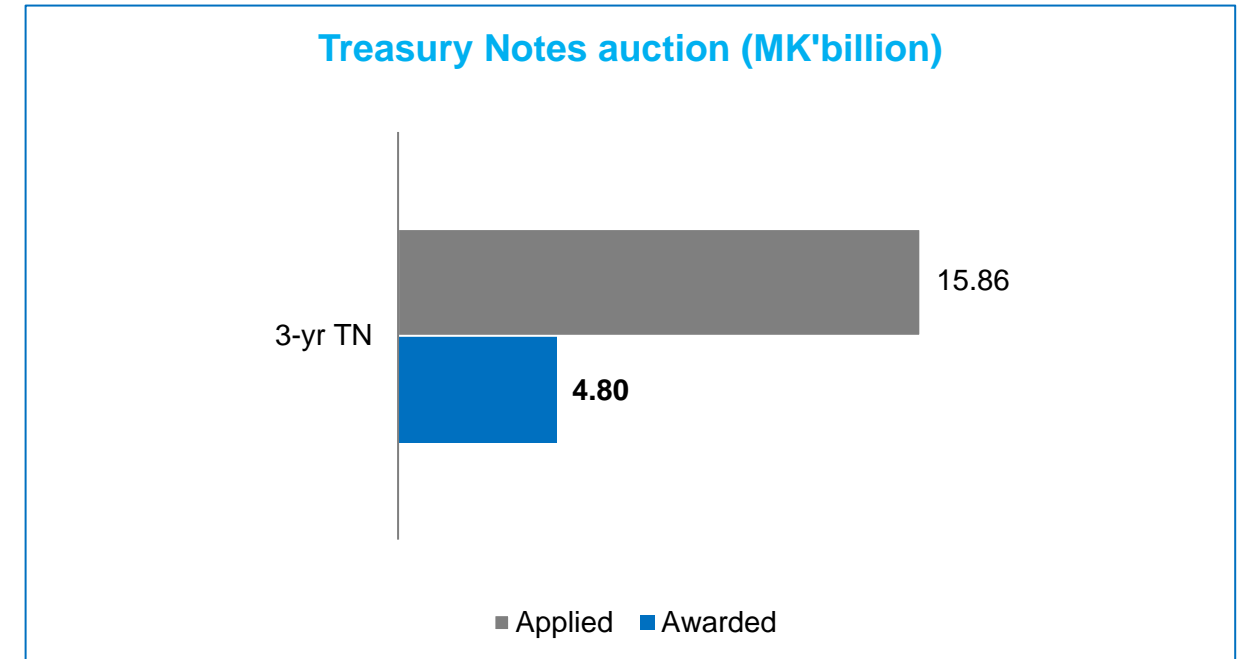 Treasury Notes auction (MK'billion)
15.86
3-yr TN
4.80
Applied Awarded